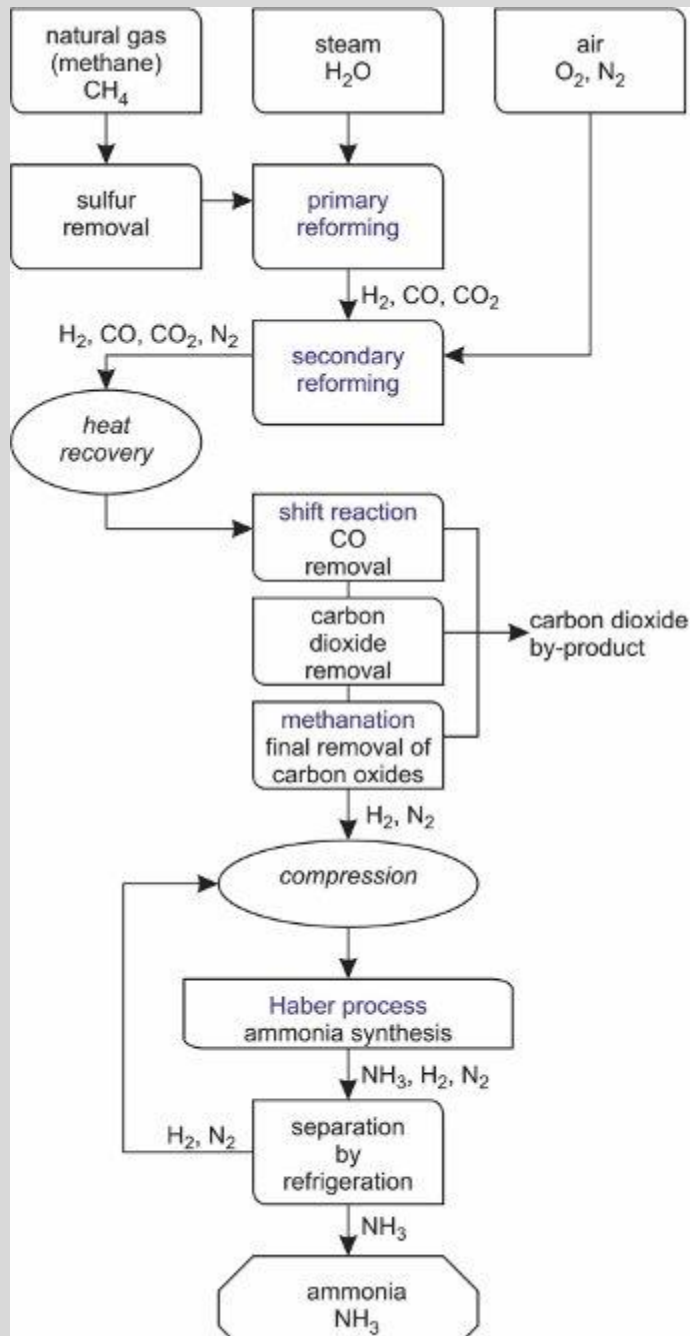 natural gas
(methane)
CH₄
steam
H₂O
air
O₂, N₂
sulfur
removal
primary
reforming
H₂, CO, CO₂
H₂, CO, CO₂, N₂
secondary
reforming
heat
recovery
shift reaction
CO
removal
carbon
dioxide
removal
carbon dioxide
by-product
methanation
final removal of
carbon oxides
H₂, N₂
compression
Haber process
ammonia synthesis
NH₃, H₂, N₂
H₂, N₂
separation
by
refrigeration
NH₃
ammonia
NH₃